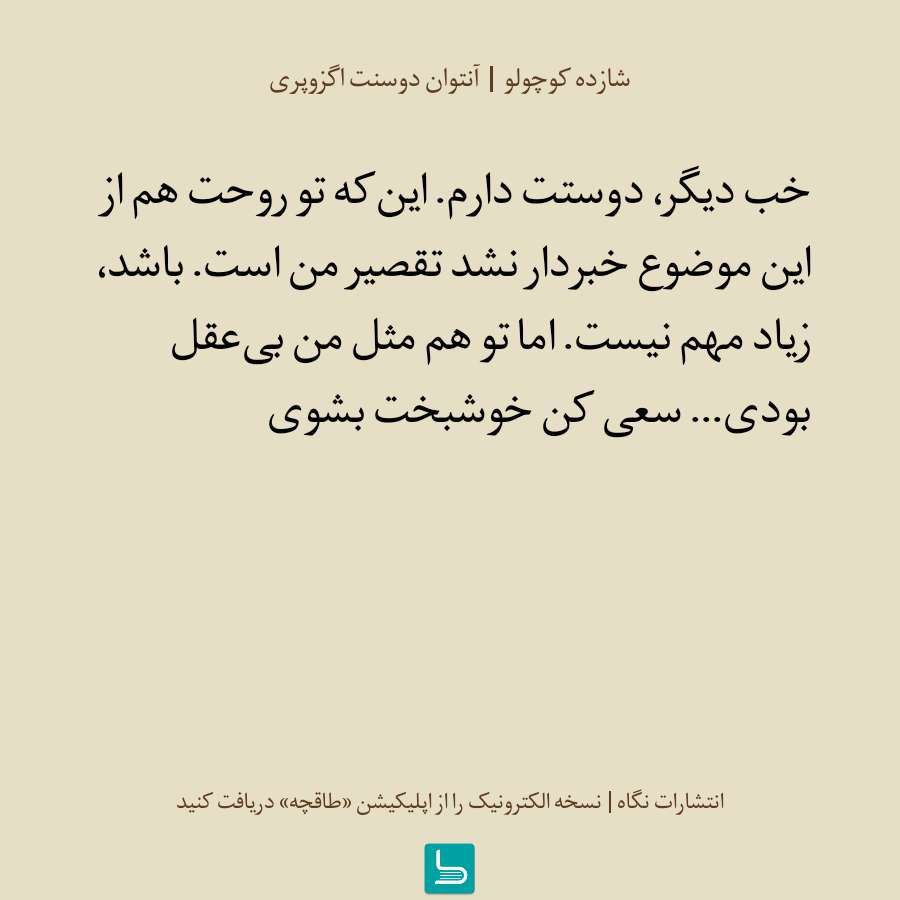 شازده کوچولو | آنتوان دوسنت اگزوپری
خب دیگر، دوستت دارم. این‌که تو روحت هم از
این موضوع خبردار نشد تقصیر من است. باشد،
زیاد مهم نیست. اما تو هم مثل من بی‌عقل
بودی... سعی کن خوشبخت بشوی
انتشارات نگاه | نسخه الکترونیک را از اپلیکیشن «طاقچه» دریافت کنید